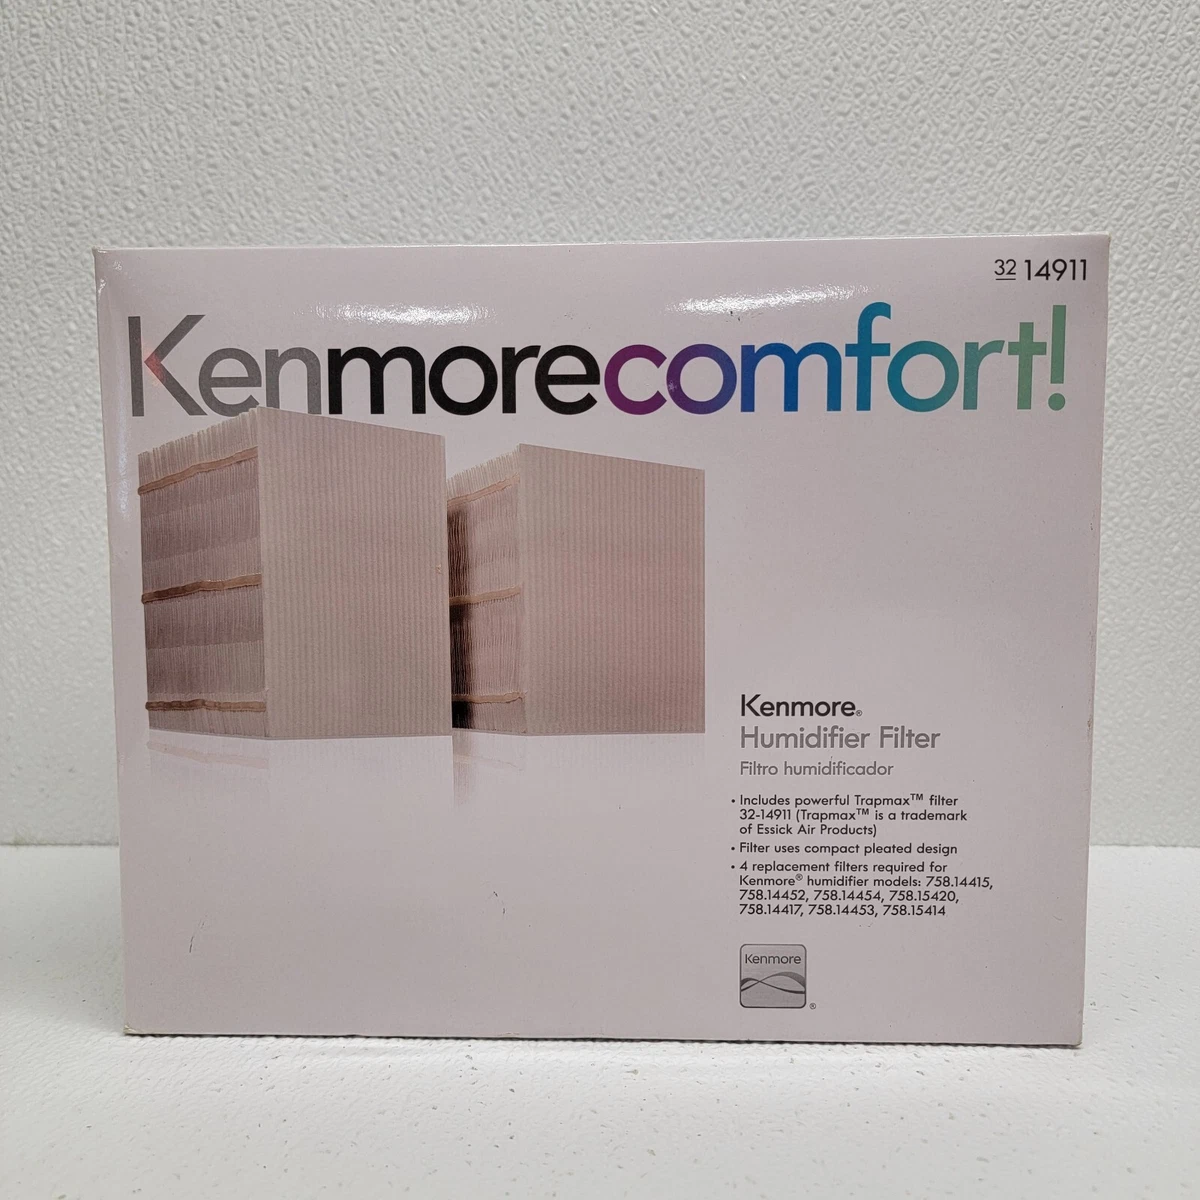 32 14911
Kenmorecomfort!
Kenmore®
Humidifier Filter
Filtro humidificador
• Includes powerful Trapmax™ filter
32-14911 (Trapmax™ is a trademark
of Essick Air Products)
• Filter uses compact pleated design
• 4 replacement filters required for
Kenmore® humidifier models: 758.14415,
758.14452, 758.14454, 758.15420,
758.14417, 758.14453, 758.15414
Kenmore
®